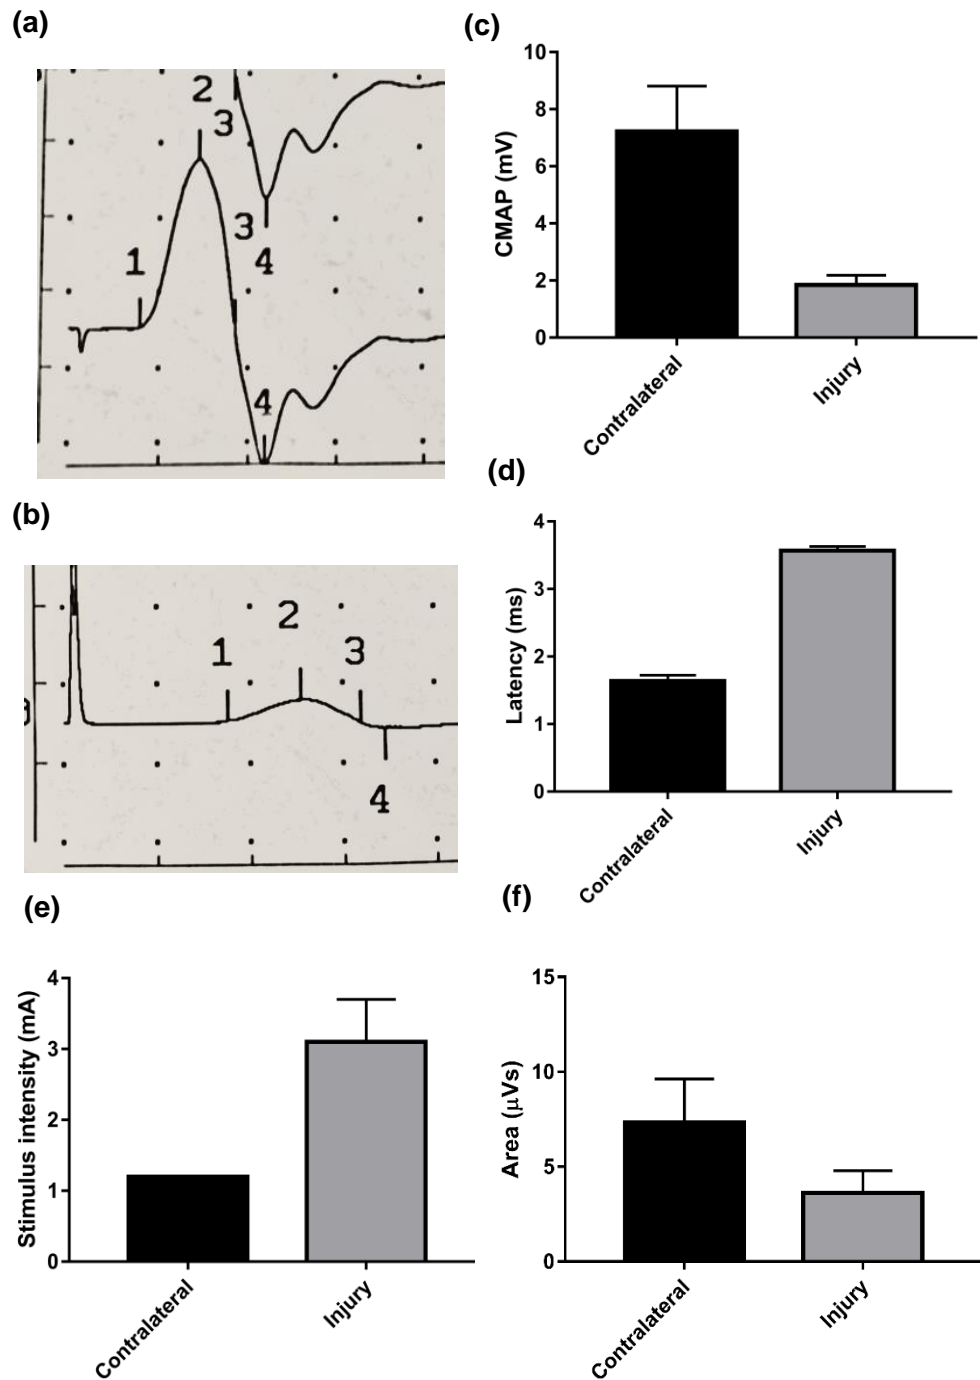 (a)
2
3
1
3
4
4
(b)
1
2
3
4
(c)
CMAP (mV)
10
8
6
4
2
0
Contralateral
Injury
(d)
Latency (ms)
4
3
2
1
0
Contralateral
Injury
(e)
Stimulus intensity (mA)
4
3
2
1
0
Contralateral
Injury
(f)
Area (µVs)
15
10
5
0
Contralateral
Injury